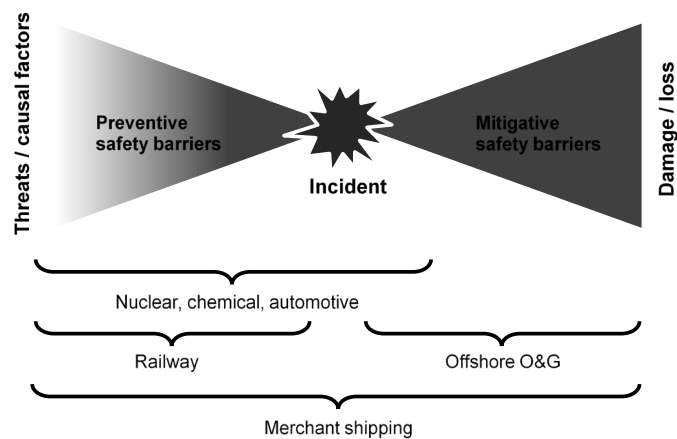 Threats / causal factors
Preventive
safety barriers
Incident
Mitigative
safety barriers
Damage / loss
Nuclear, chemical, automotive
Railway
Offshore O&G
Merchant shipping